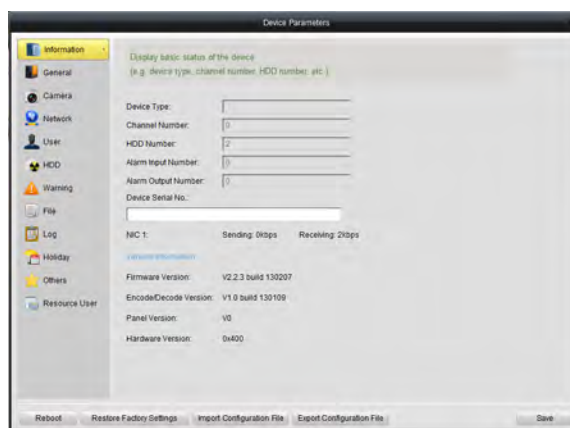 Device Parameters
Information
General
Camera
Network
User
HDD
Warning
File
Log
Holiday
Others
Resource User
Display basic status of the device
(e.g. device type, channel number, HDD number, etc.)
Device Type:
Channel Number: 0
HDD Number: 2
Alarm Input Number: 0
Alarm Output Number: 0
Device Serial No.:
NIC 1: Sending: 0kbps Receiving: 2kbps
Version Information
Firmware Version: V2.2.3 build 130207
Encode/Decode Version: V1.0 build 130109
Panel Version: V0
Hardware Version: 0x400
Reboot Restore Factory Settings Import Configuration File Export Configuration File Save